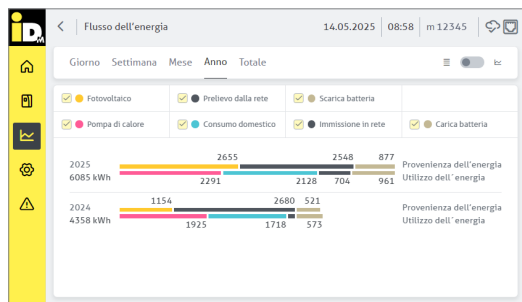 iD M
Flusso dell'energia 14.05.2025 08:58 m 12345
Giorno Settimana Mese Anno Totale
Fotovoltaico Prelievo dalla rete Scarica batteria
Pompa di calore Consumo domestico Immissione in rete Carica batteria
2655 2548 877
2025 Provenienza dell'energia
6085 kWh Utilizzo dell`energia
2291 2128 704 961
1154 2680 521
2024 Provenienza dell'energia
4358 kWh Utilizzo dell`energia
1925 1718 573